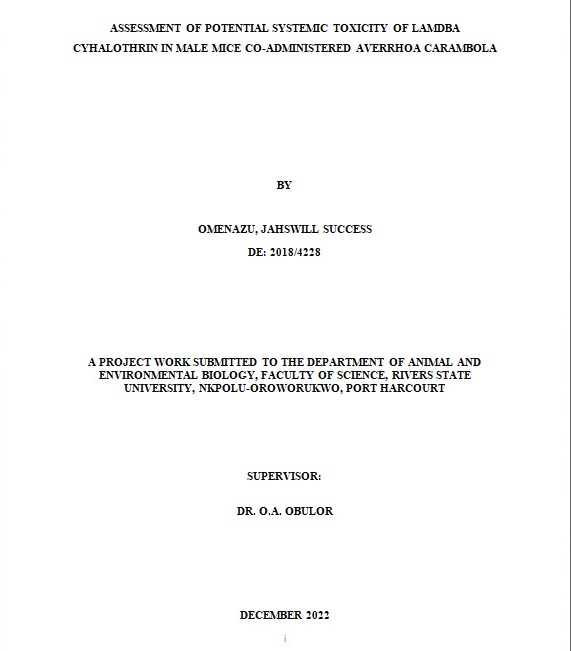 ASSESSMENT OF POTENTIAL SYSTEMIC TOXICITY OF LAMDBA
CYHALOTHRIN IN MALE MICE CO-ADMINISTERED AVERRHOA CARAMBOLA
BY
OMENAZU, JAHSWILL SUCCESS
DE: 2018/4228
A PROJECT WORK SUBMITTED TO THE DEPARTMENT OF ANIMAL AND
ENVIRONMENTAL BIOLOGY, FACULTY OF SCIENCE, RIVERS STATE
UNIVERSITY, NKPOLU-OROWORUKWO, PORT HARCOURT
SUPERVISOR:
DR. O.A. OBULOR
DECEMBER 2022
i